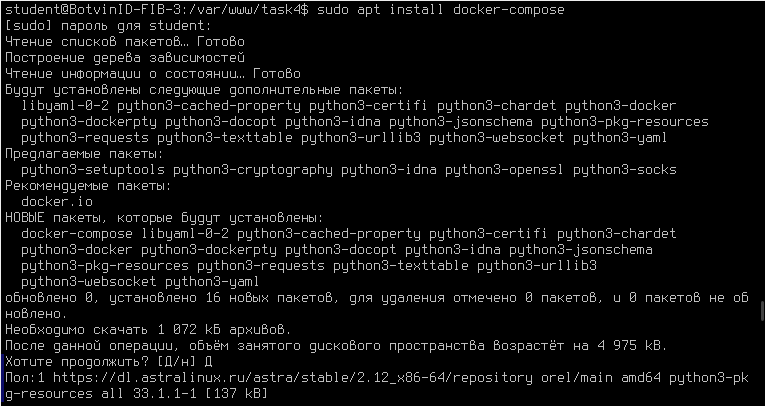 student@BotvinID-FIB-3:/var/www/task4$ sudo apt install docker-compose
[sudo] пароль для student:
Чтение списков пакетов… Готово
Построение дерева зависимостей
Чтение информации о состоянии… Готово
Будут установлены следующие дополнительные пакеты:
libyaml-0-2 python3-cached-property python3-certifi python3-chardet python3-docker
python3-dockerpty python3-docopt python3-idna python3-jsonschema python3-pkg-resources
python3-requests python3-texttable python3-urllib3 python3-websocket python3-yaml
Предлагаемые пакеты:
python3-setuptools python3-cryptography python3-idna python3-openssl python3-socks
Рекомендуемые пакеты:
docker.io
НОВЫЕ пакеты, которые будут установлены:
docker-compose libyaml-0-2 python3-cached-property python3-certifi python3-chardet
python3-docker python3-dockerpty python3-docopt python3-idna python3-jsonschema
python3-pkg-resources python3-requests python3-texttable python3-urllib3
python3-websocket python3-yaml
обновлено 0, установлено 16 новых пакетов, для удаления отмечено 0 пакетов, и 0 пакетов не об
новлено.
Необходимо скачать 1 072 kБ архивов.
После данной операции, объём занятого дискового пространства возрастёт на 4 975 kB.
Хотите продолжить? [Д/н] Д
Пол:1 https://dl.astralinux.ru/astra/stable/2.12_x86-64/repository orel/main amd64 python3-pk
g-resources all 33.1.1-1 [137 kB]